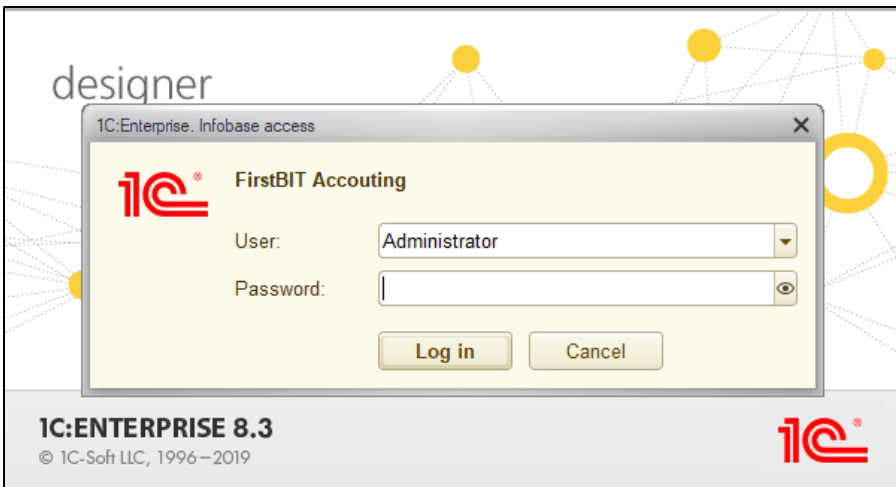 designer
1C:Enterprise. Infobase access
1C®
FirstBIT Accouting
User:
Administrator
Password:
Log in
Cancel
1C:ENTERPRISE 8.3
© 1C-Soft LLC, 1996–2019
1C®